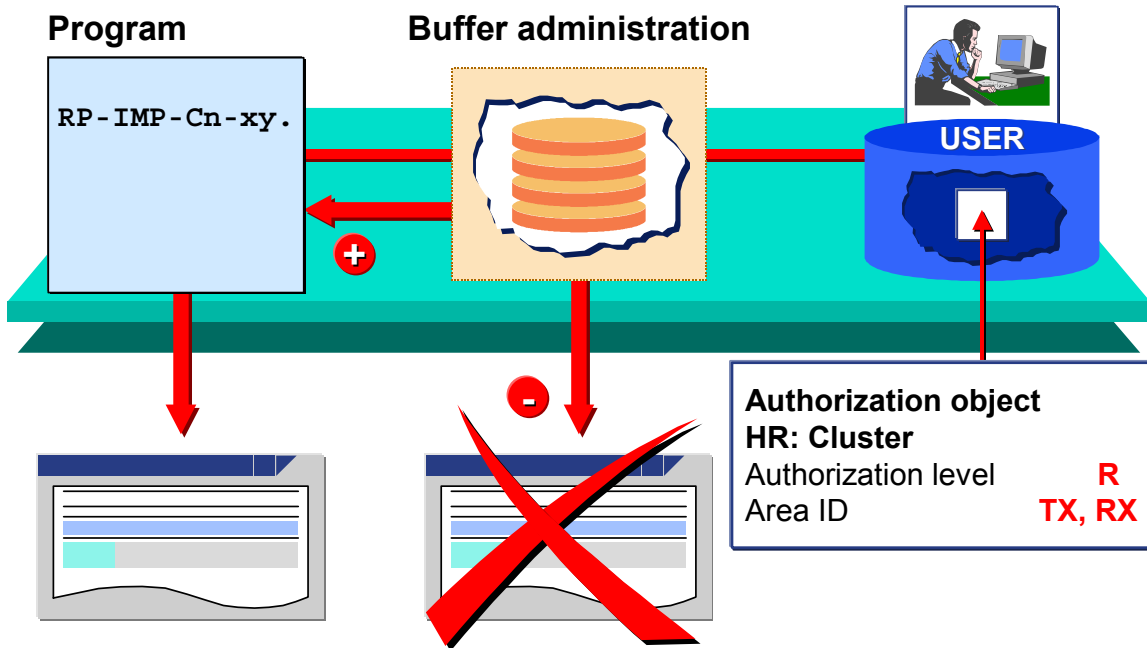 Program
Buffer administration
RP-IMP-Cn-xy.
USER
+
-
Authorization object
HR: Cluster
Authorization level R
Area ID TX, RX